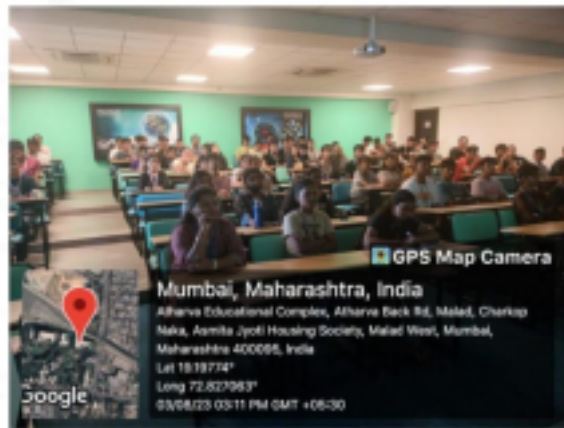 GPS Map Camera
Mumbai, Maharashtra, India
Atharva Educational Complex, Atharva Back Rd, Malad, Charkop
Naka, Asmita Jyoti Housing Society, Malad West, Mumbai,
Maharashtra 400095, India
Lat 19.19774°
Long 72.827063°
03/08/23 03:11 PM GMT +05:30
Google